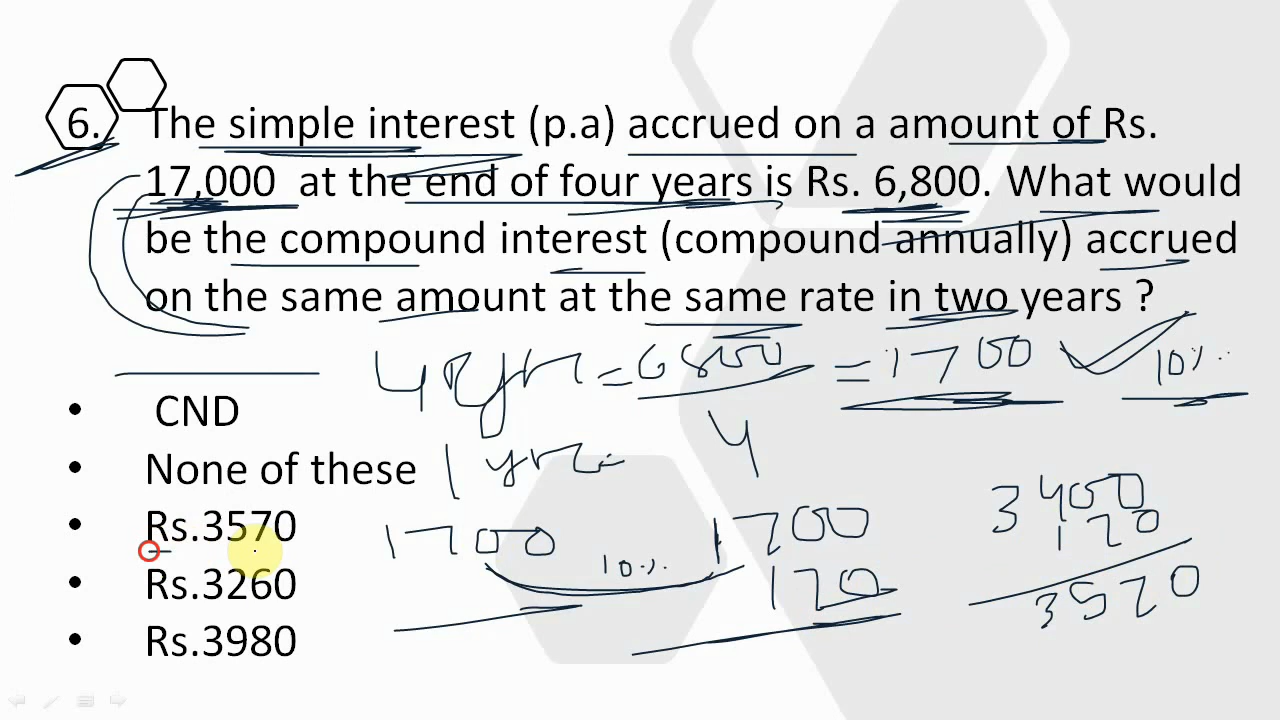 6. The simple interest (p.a) accrued on a amount of Rs.
17,000 at the end of four years is Rs. 6,800. What would
be the compound interest (compound annually) accrued
on the same amount at the same rate in two years ?
= 6800 = 1700 10%
4
1 yrs =
• CND
• None of these
• Rs.3570
• Rs.3260
• Rs.3980
1700 10% 1700
170
3400
170
3570